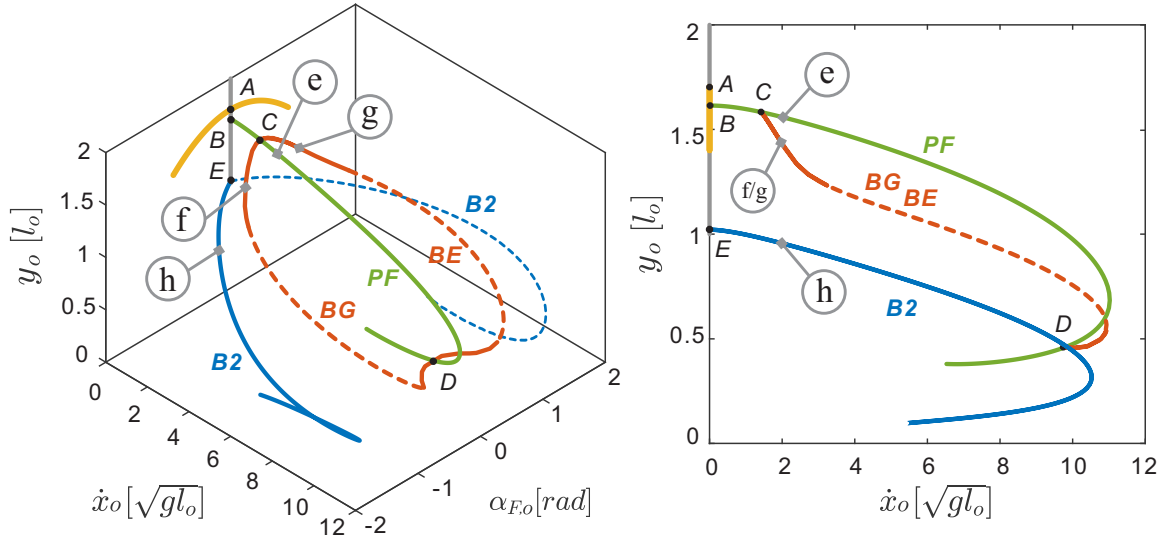 A
B
C
E
D
e
g
f
h
B2
B2
BE
BG
PF
2
1.5
1
0.5
0
y_o [l_o]
0
2
4
6
8
10
12
ẋ_o [√gl_o]
-2
-1
0
1
2
α_{F,o} [rad]
2
1.5
1
0.5
0
y_o [l_o]
A
B
C
e
PF
f/g
BG
BE
E
h
B2
D
0
2
4
6
8
10
12
ẋ_o [√gl_o]